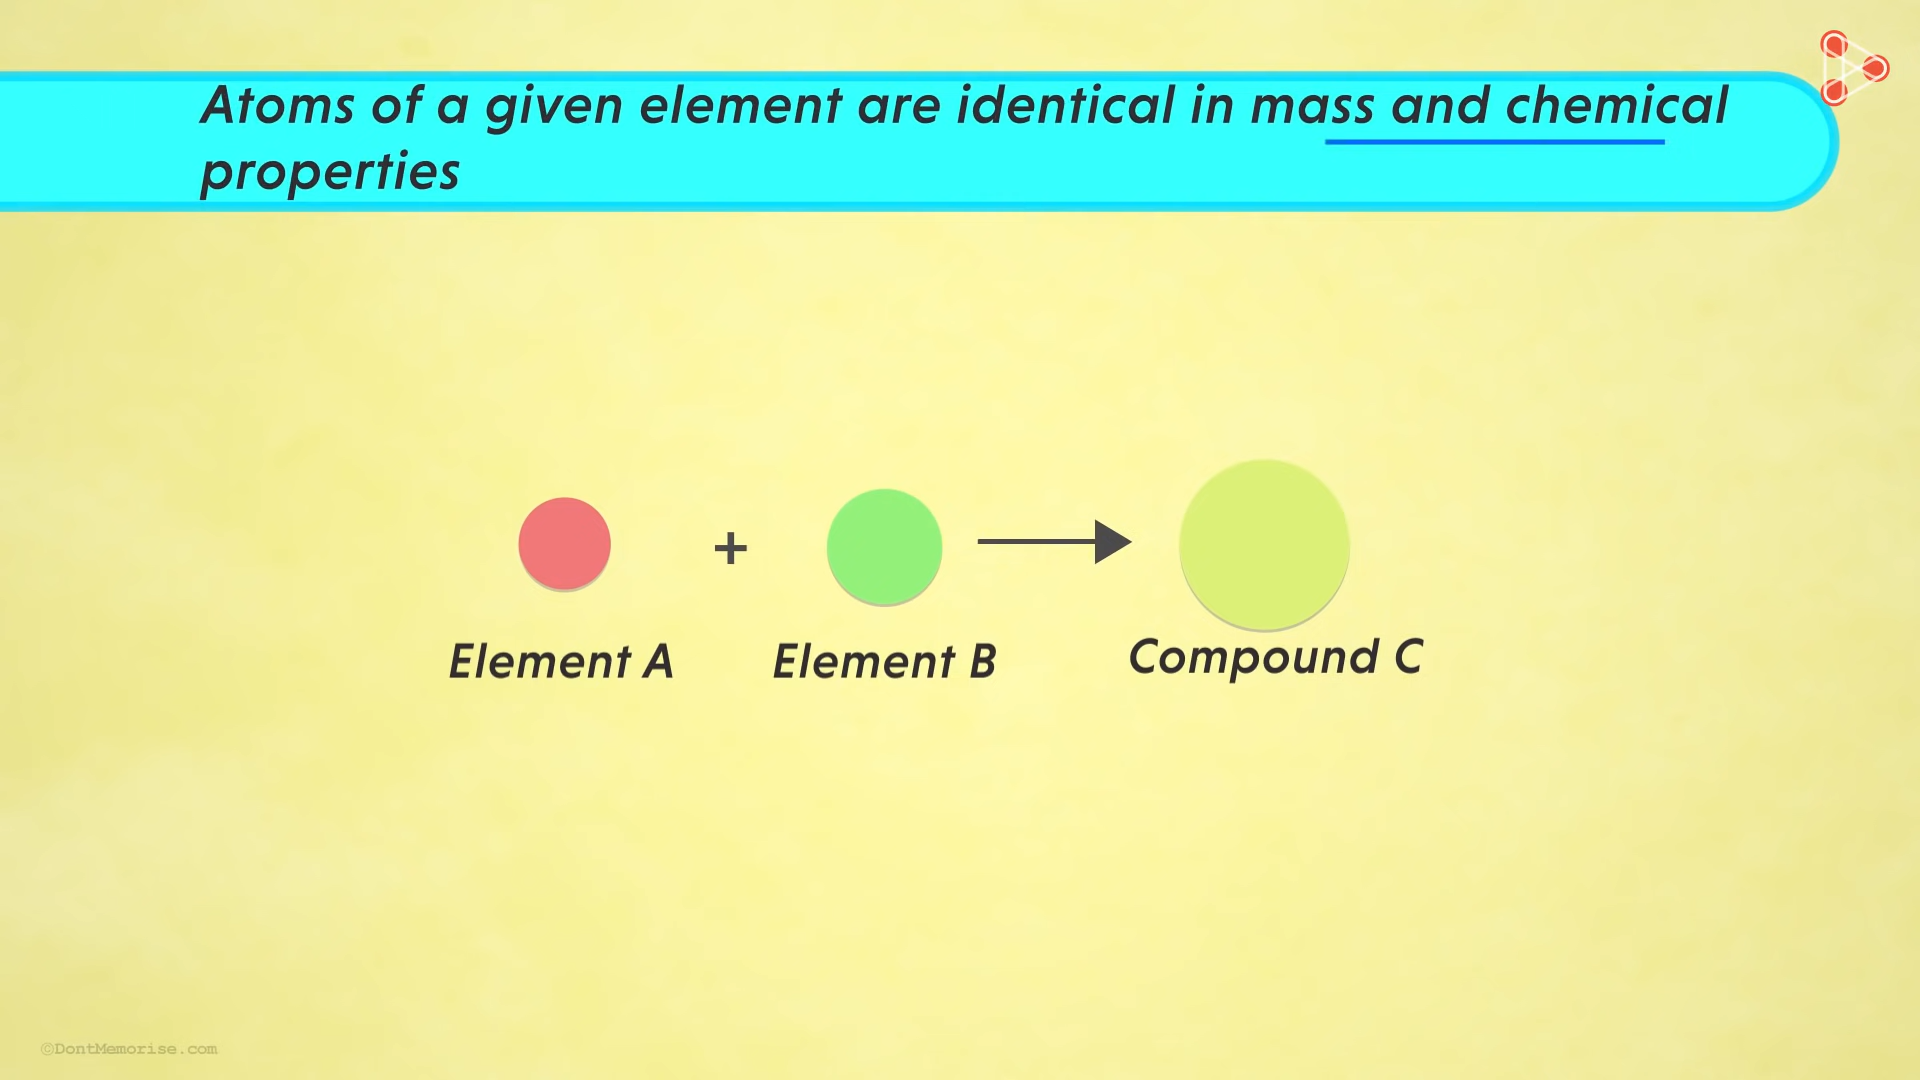 Atoms of a given element are identical in mass and chemical
properties
+
Element A
Element B
Compound C
©DontMemorise.com